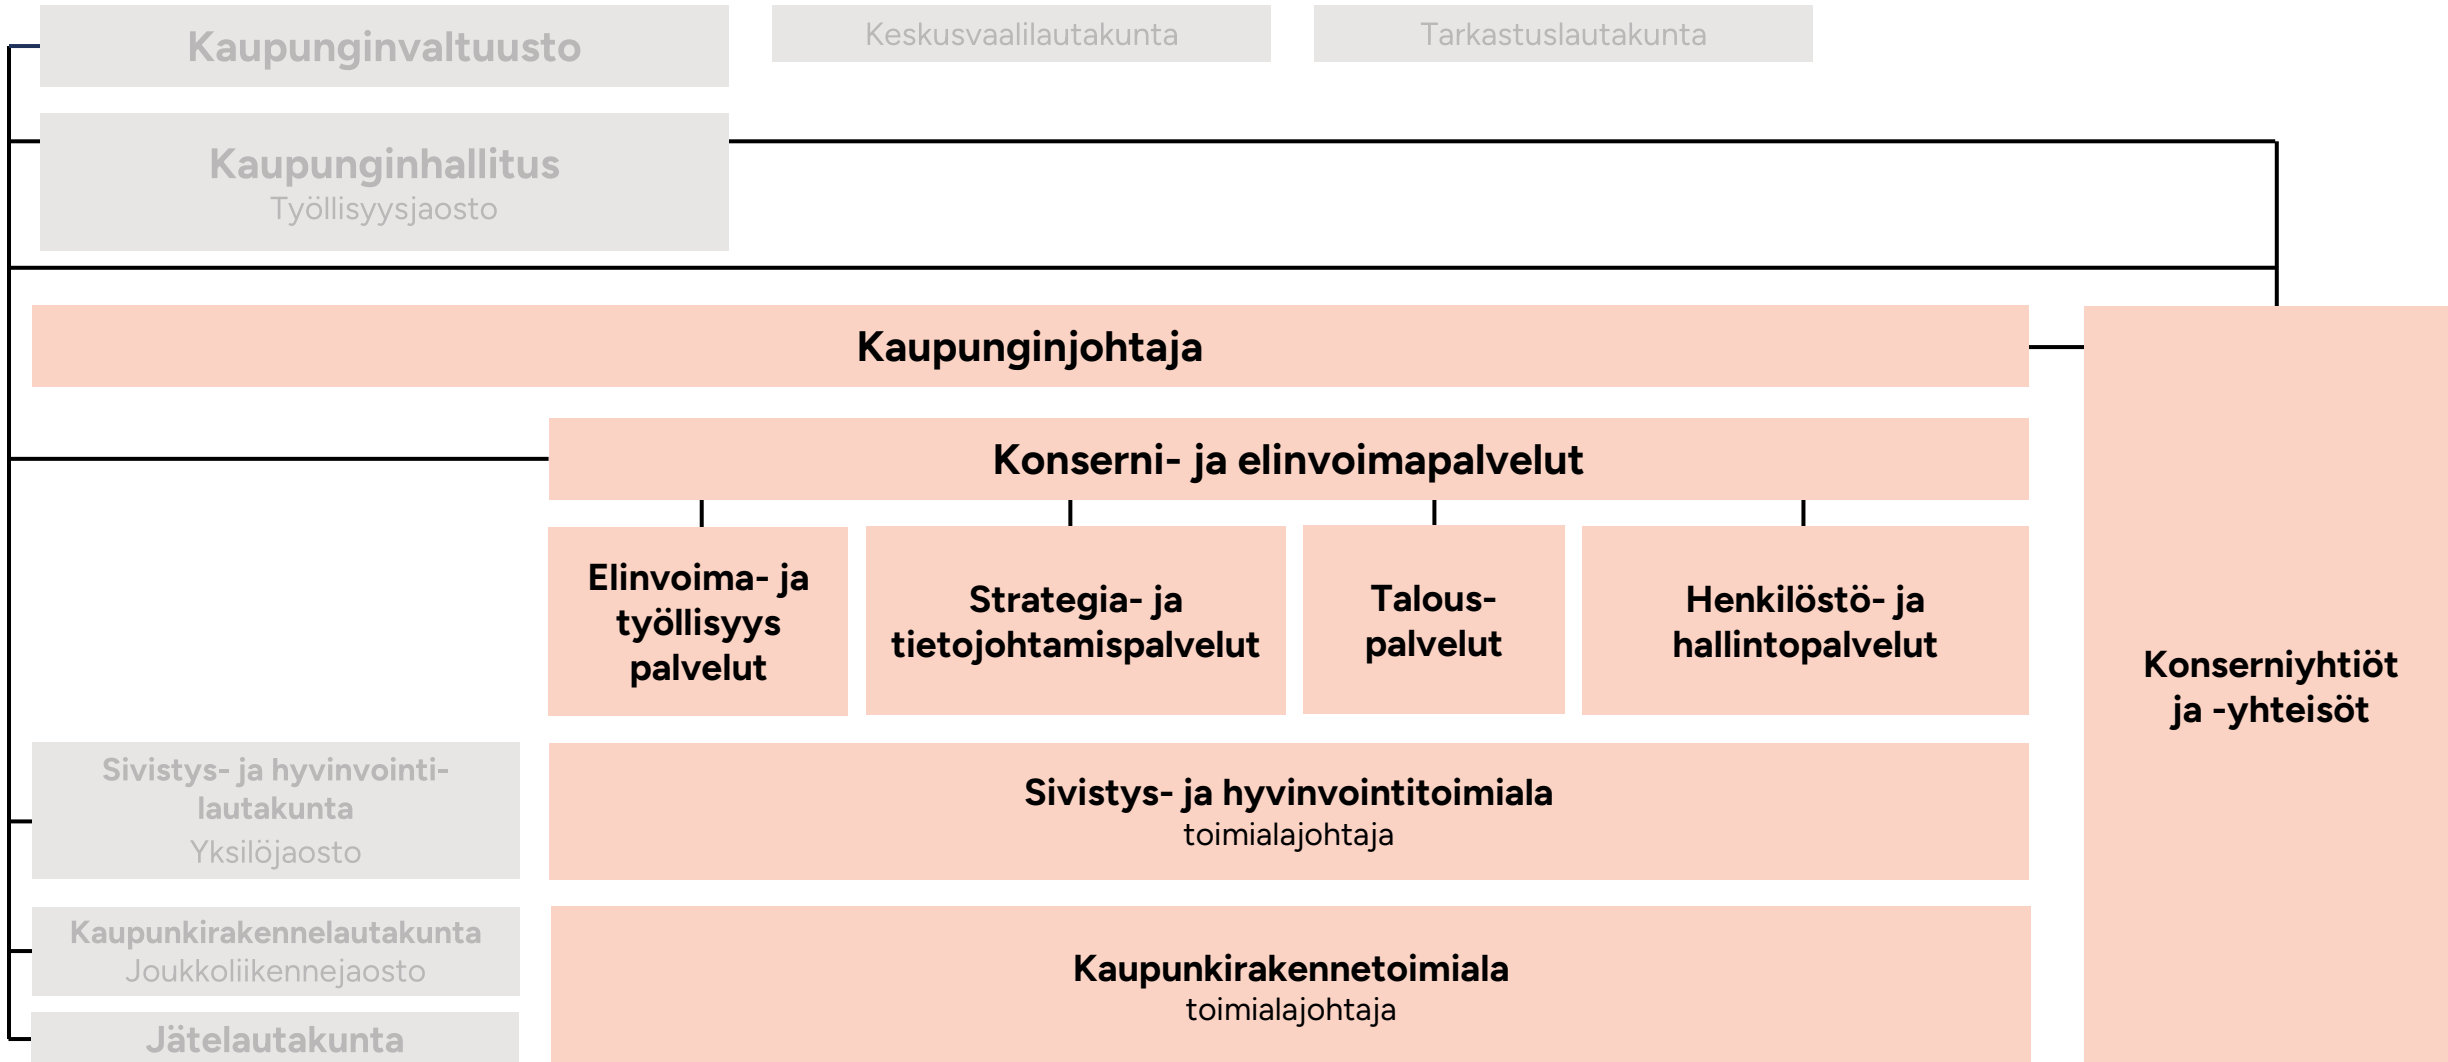 Kaupunginvaltuusto
Keskusvaalilautakunta
Tarkastuslautakunta
Kaupunginhallitus
Työllisyysjaosto
Kaupunginjohtaja
Konserni- ja elinvoimapalvelut
Elinvoima- ja
työllisyys
palvelut
Strategia- ja
tietojohtamispalvelut
Talous-
palvelut
Henkilöstö- ja
hallintopalvelut
Konserniyhtiöt
ja -yhteisöt
Sivistys- ja hyvinvointi-
lautakunta
Yksilöjaosto
Sivistys- ja hyvinvointitoimiala
toimialajohtaja
Kaupunkirakennelautakunta
Joukkoliikennejaosto
Kaupunkirakennetoimiala
toimialajohtaja
Jätelautakunta